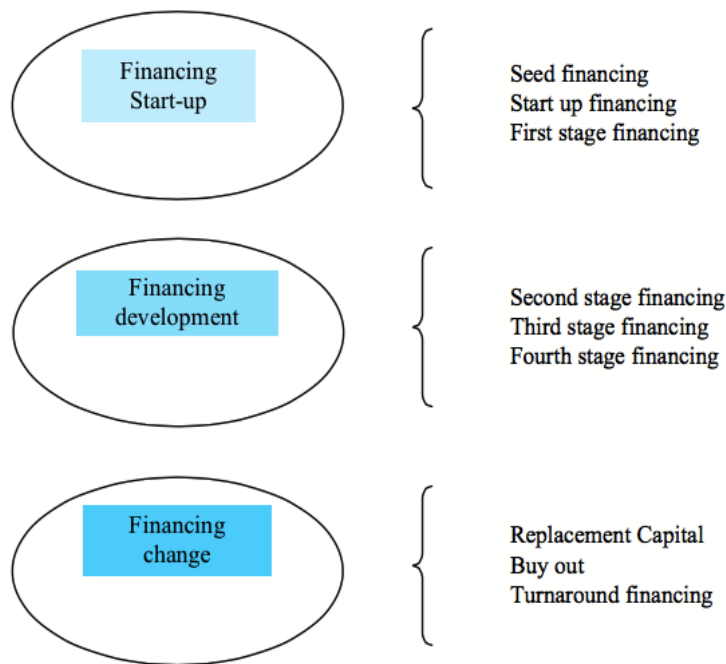 Financing
Start-up
Seed financing
Start up financing
First stage financing
Financing
development
Second stage financing
Third stage financing
Fourth stage financing
Financing
change
Replacement Capital
Buy out
Turnaround financing